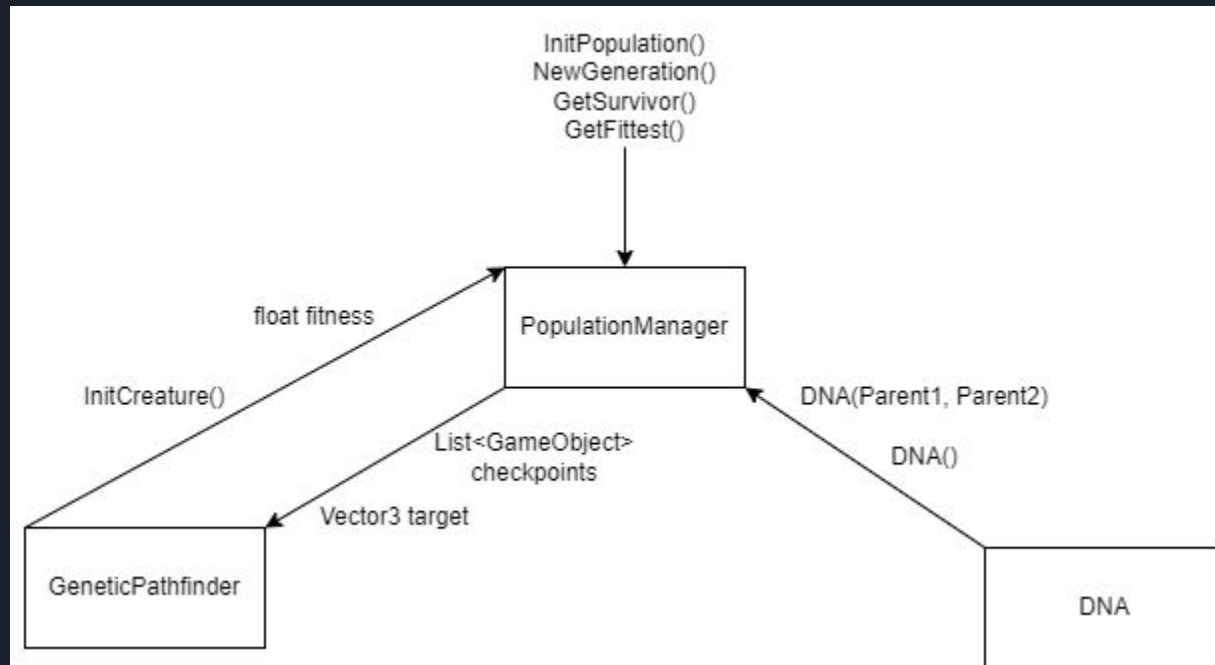 InitPopulation()
NewGeneration()
GetSurvivor()
GetFittest()
float fitness
PopulationManager
InitCreature()
DNA(Parent1, Parent2)
List<GameObject>
checkpoints
DNA()
Vector3 target
GeneticPathfinder
DNA